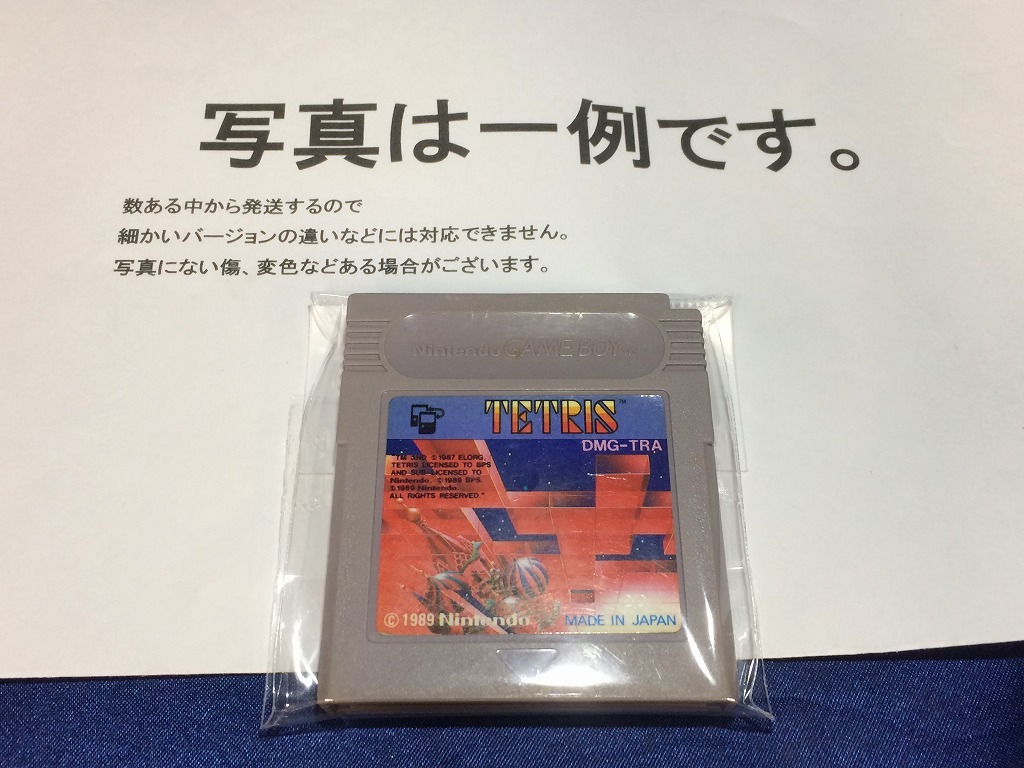 写真は一例です。
数ある中から発送するので
細かいバージョンの違いなどには対応できません。
写真にない傷、変色などある場合がございます。
Nintendo GAME BOY TM
TETRIS™
DMG-TRA
"TM AND © 1987 ELORG,
TETRIS LICENSED TO BPS
AND SUB-LICENSED TO
Nintendo. © 1989 BPS.
© 1989 Nintendo.
ALL RIGHTS RESERVED."
© 1989 Nintendo
MADE IN JAPAN